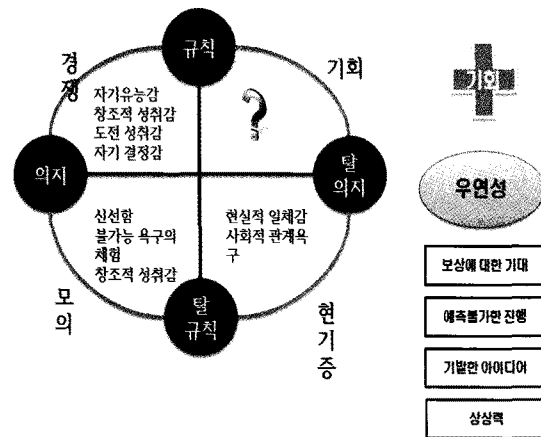 규칙
경쟁
기회
자기유능감
창조적 성취감
도전 성취감
자기 결정감
?
의지
탈
의지
신선함
불가능 욕구의
체험
창조적 성취감
현실적 일체감
사회적 관계욕
구
모의
탈
규칙
현기증
기회
우연성
보상에 대한 기대
예측불가한 진행
기발한 아이디어
상상력